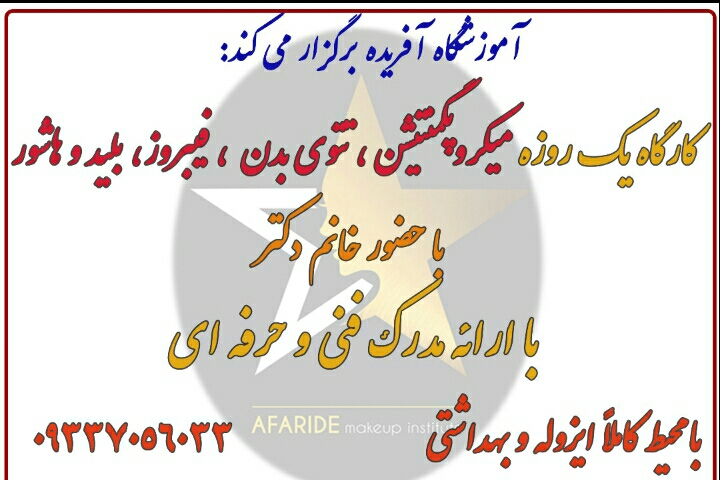 آموزشگاه آفریده برگزار می کند:
کارگاه یک روزه میکروپگمنتیشن، تتوی بدن، فیبروز، بلید و هاشور
با حضور خانم دکتر
با ارائه مدرک فنی و حرفه ای
AFARIDE makeup institute
با محیط کاملاً ایزوله و بهداشتی ۰۹۳۳۷۰۵۶۰۳۳